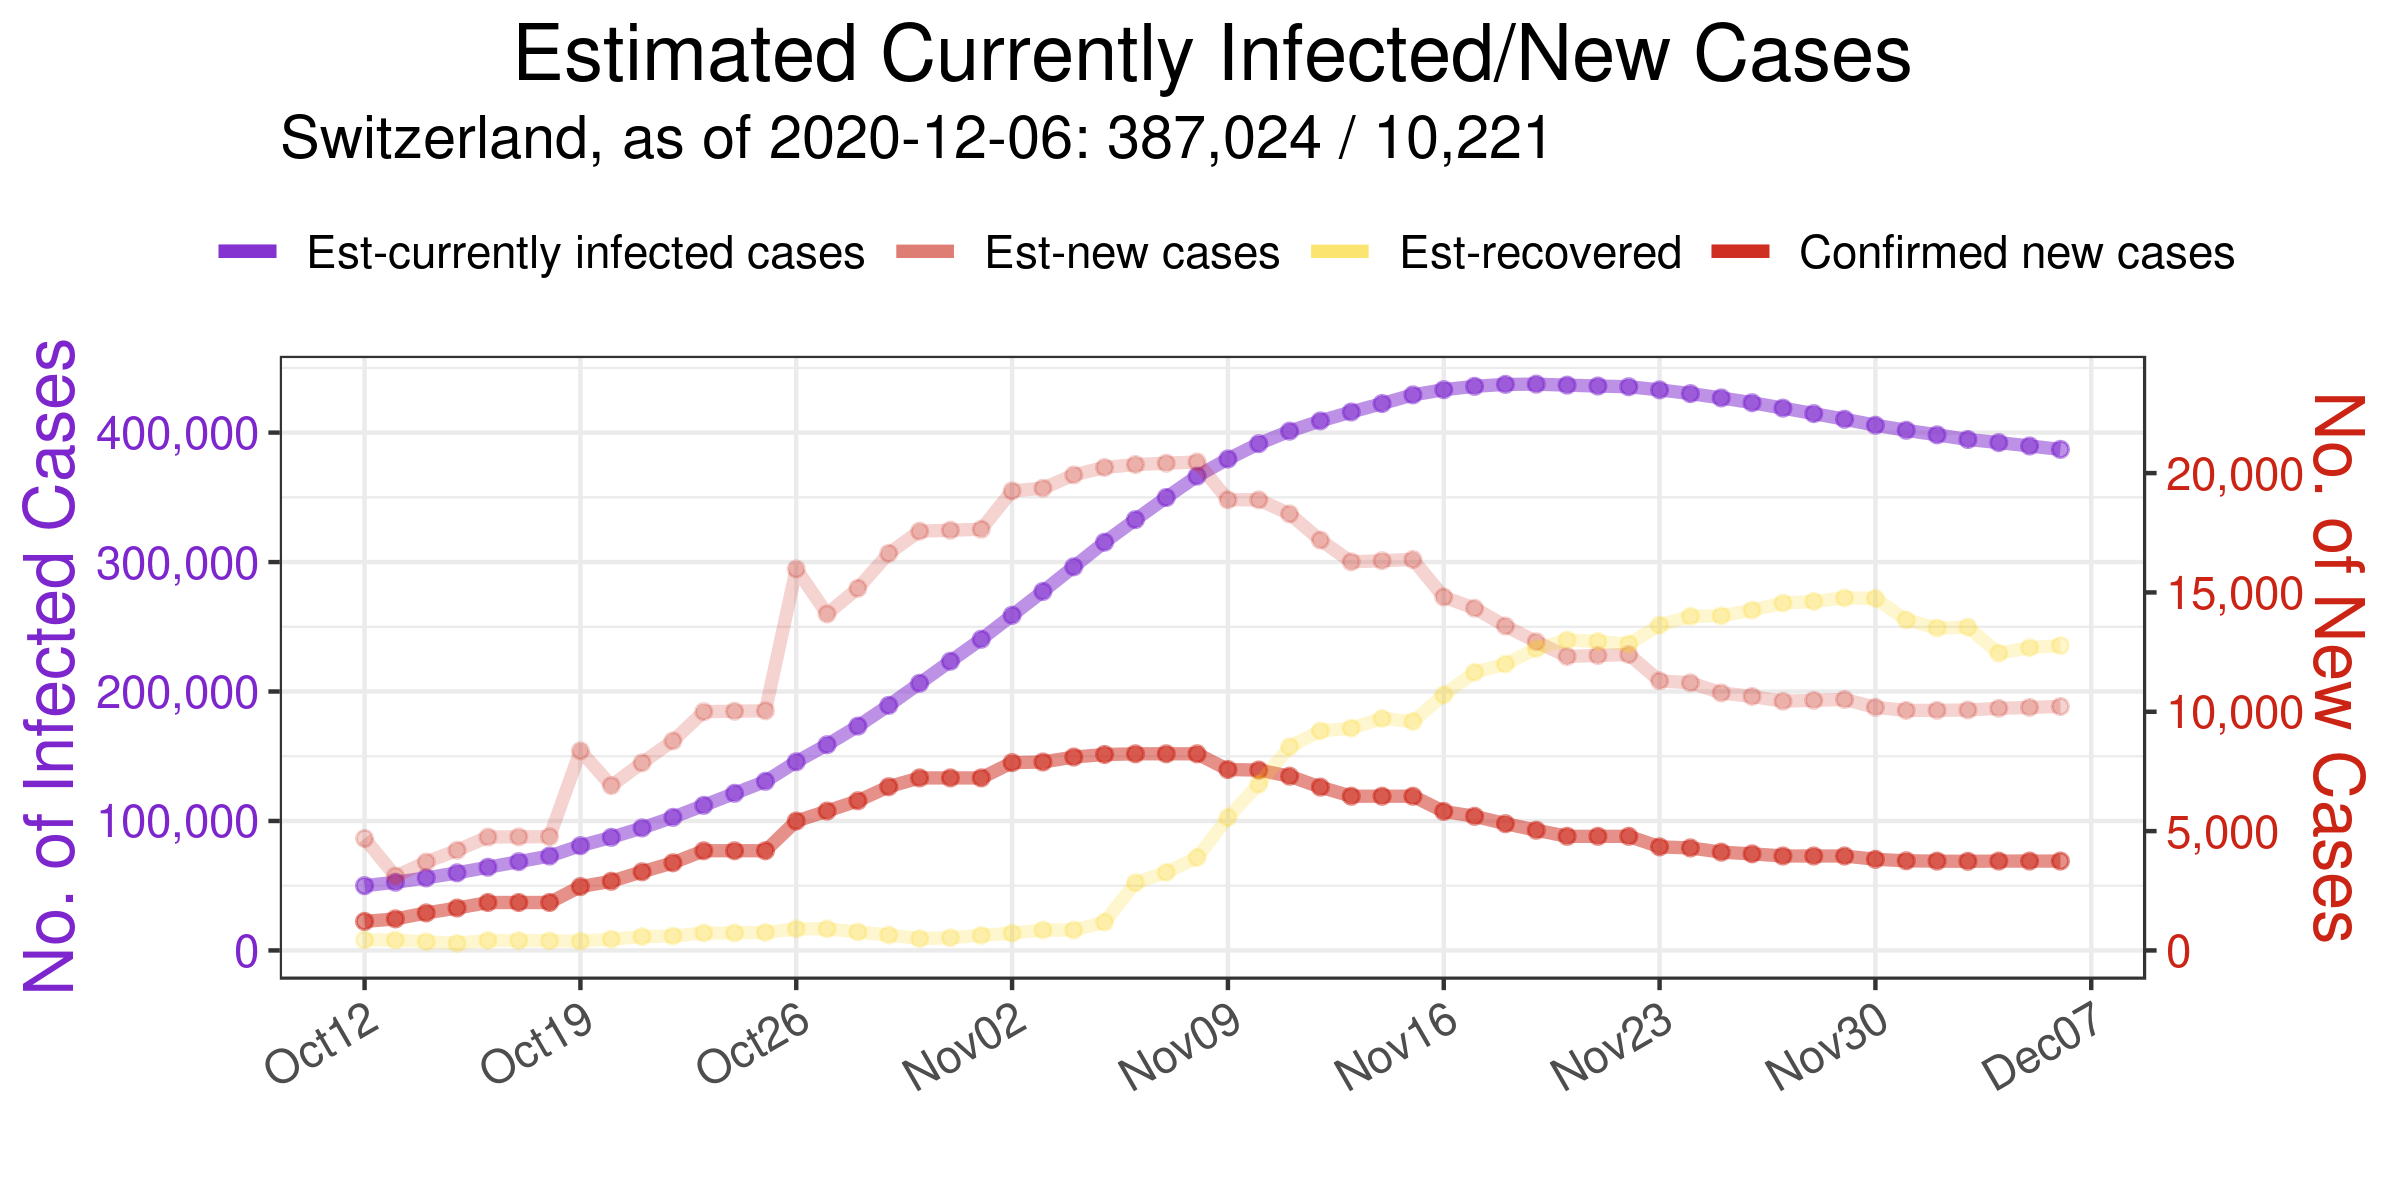 Estimated Currently Infected/New Cases
Switzerland, as of 2020-12-06: 387,024 / 10,221
Est-currently infected cases Est-new cases Est-recovered Confirmed new cases
No. of Infected Cases
400,000
300,000
200,000
100,000
0
20,000
15,000
10,000
5,000
0
No. of New Cases
Oct12 Oct19 Oct26 Nov02 Nov09 Nov16 Nov23 Nov30 Dec07